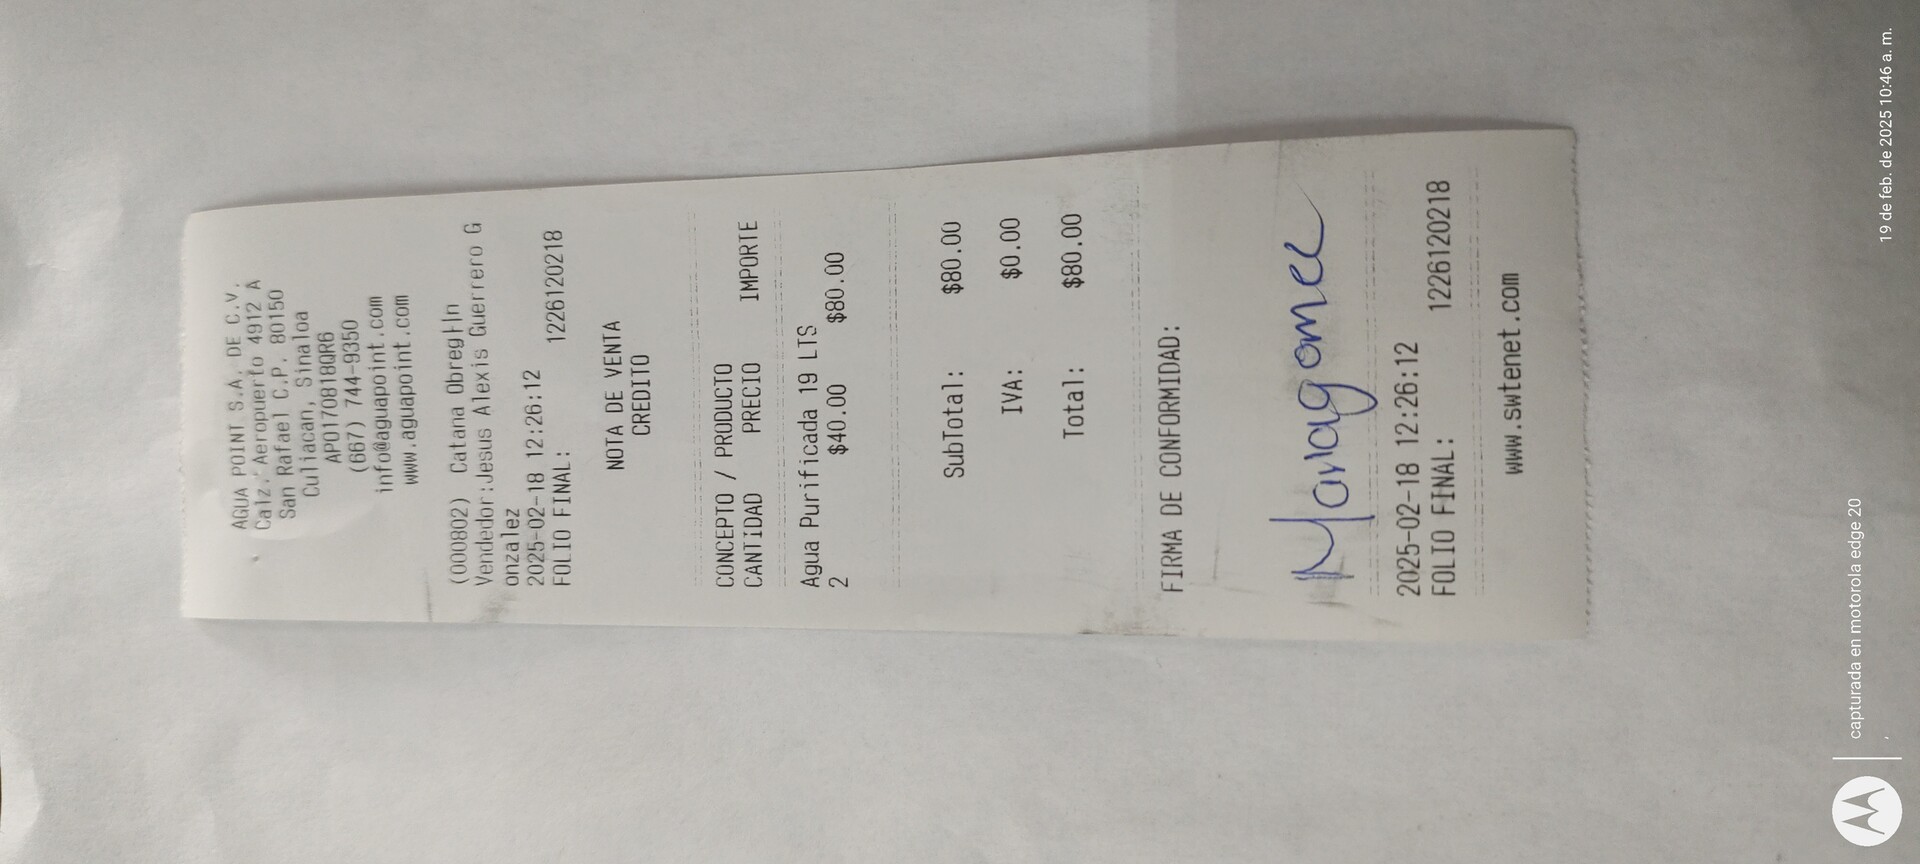 AGUA POINT S.A. DE C.V.
Calz. Aeropuerto 4912 A
San Rafael C.P. 80150
Culiacan, Sinaloa
APO170818QR6
(667) 744-9350
info@aguapoint.com
www.aguapoint.com
(000802) Catana Obreg
Vendedor:Jesus Alexis Guerrero G
onzalez
2025-02-18 12:26:12
FOLIO FINAL: 1226120218
NOTA DE VENTA
CREDITO
CONCEPTO / PRODUCTO
CANTIDAD PRECIO IMPORTE
Agua Purificada 19 LTS
2 $40.00 $80.00
SubTotal: $80.00
IVA: $0.00
Total: $80.00
FIRMA DE CONFORMIDAD:
2025-02-18 12:26:12
FOLIO FINAL: 1226120218
www.swtenet.com
capturada en motorola edge 20
19 de feb. de 2025 10:46 a. m.